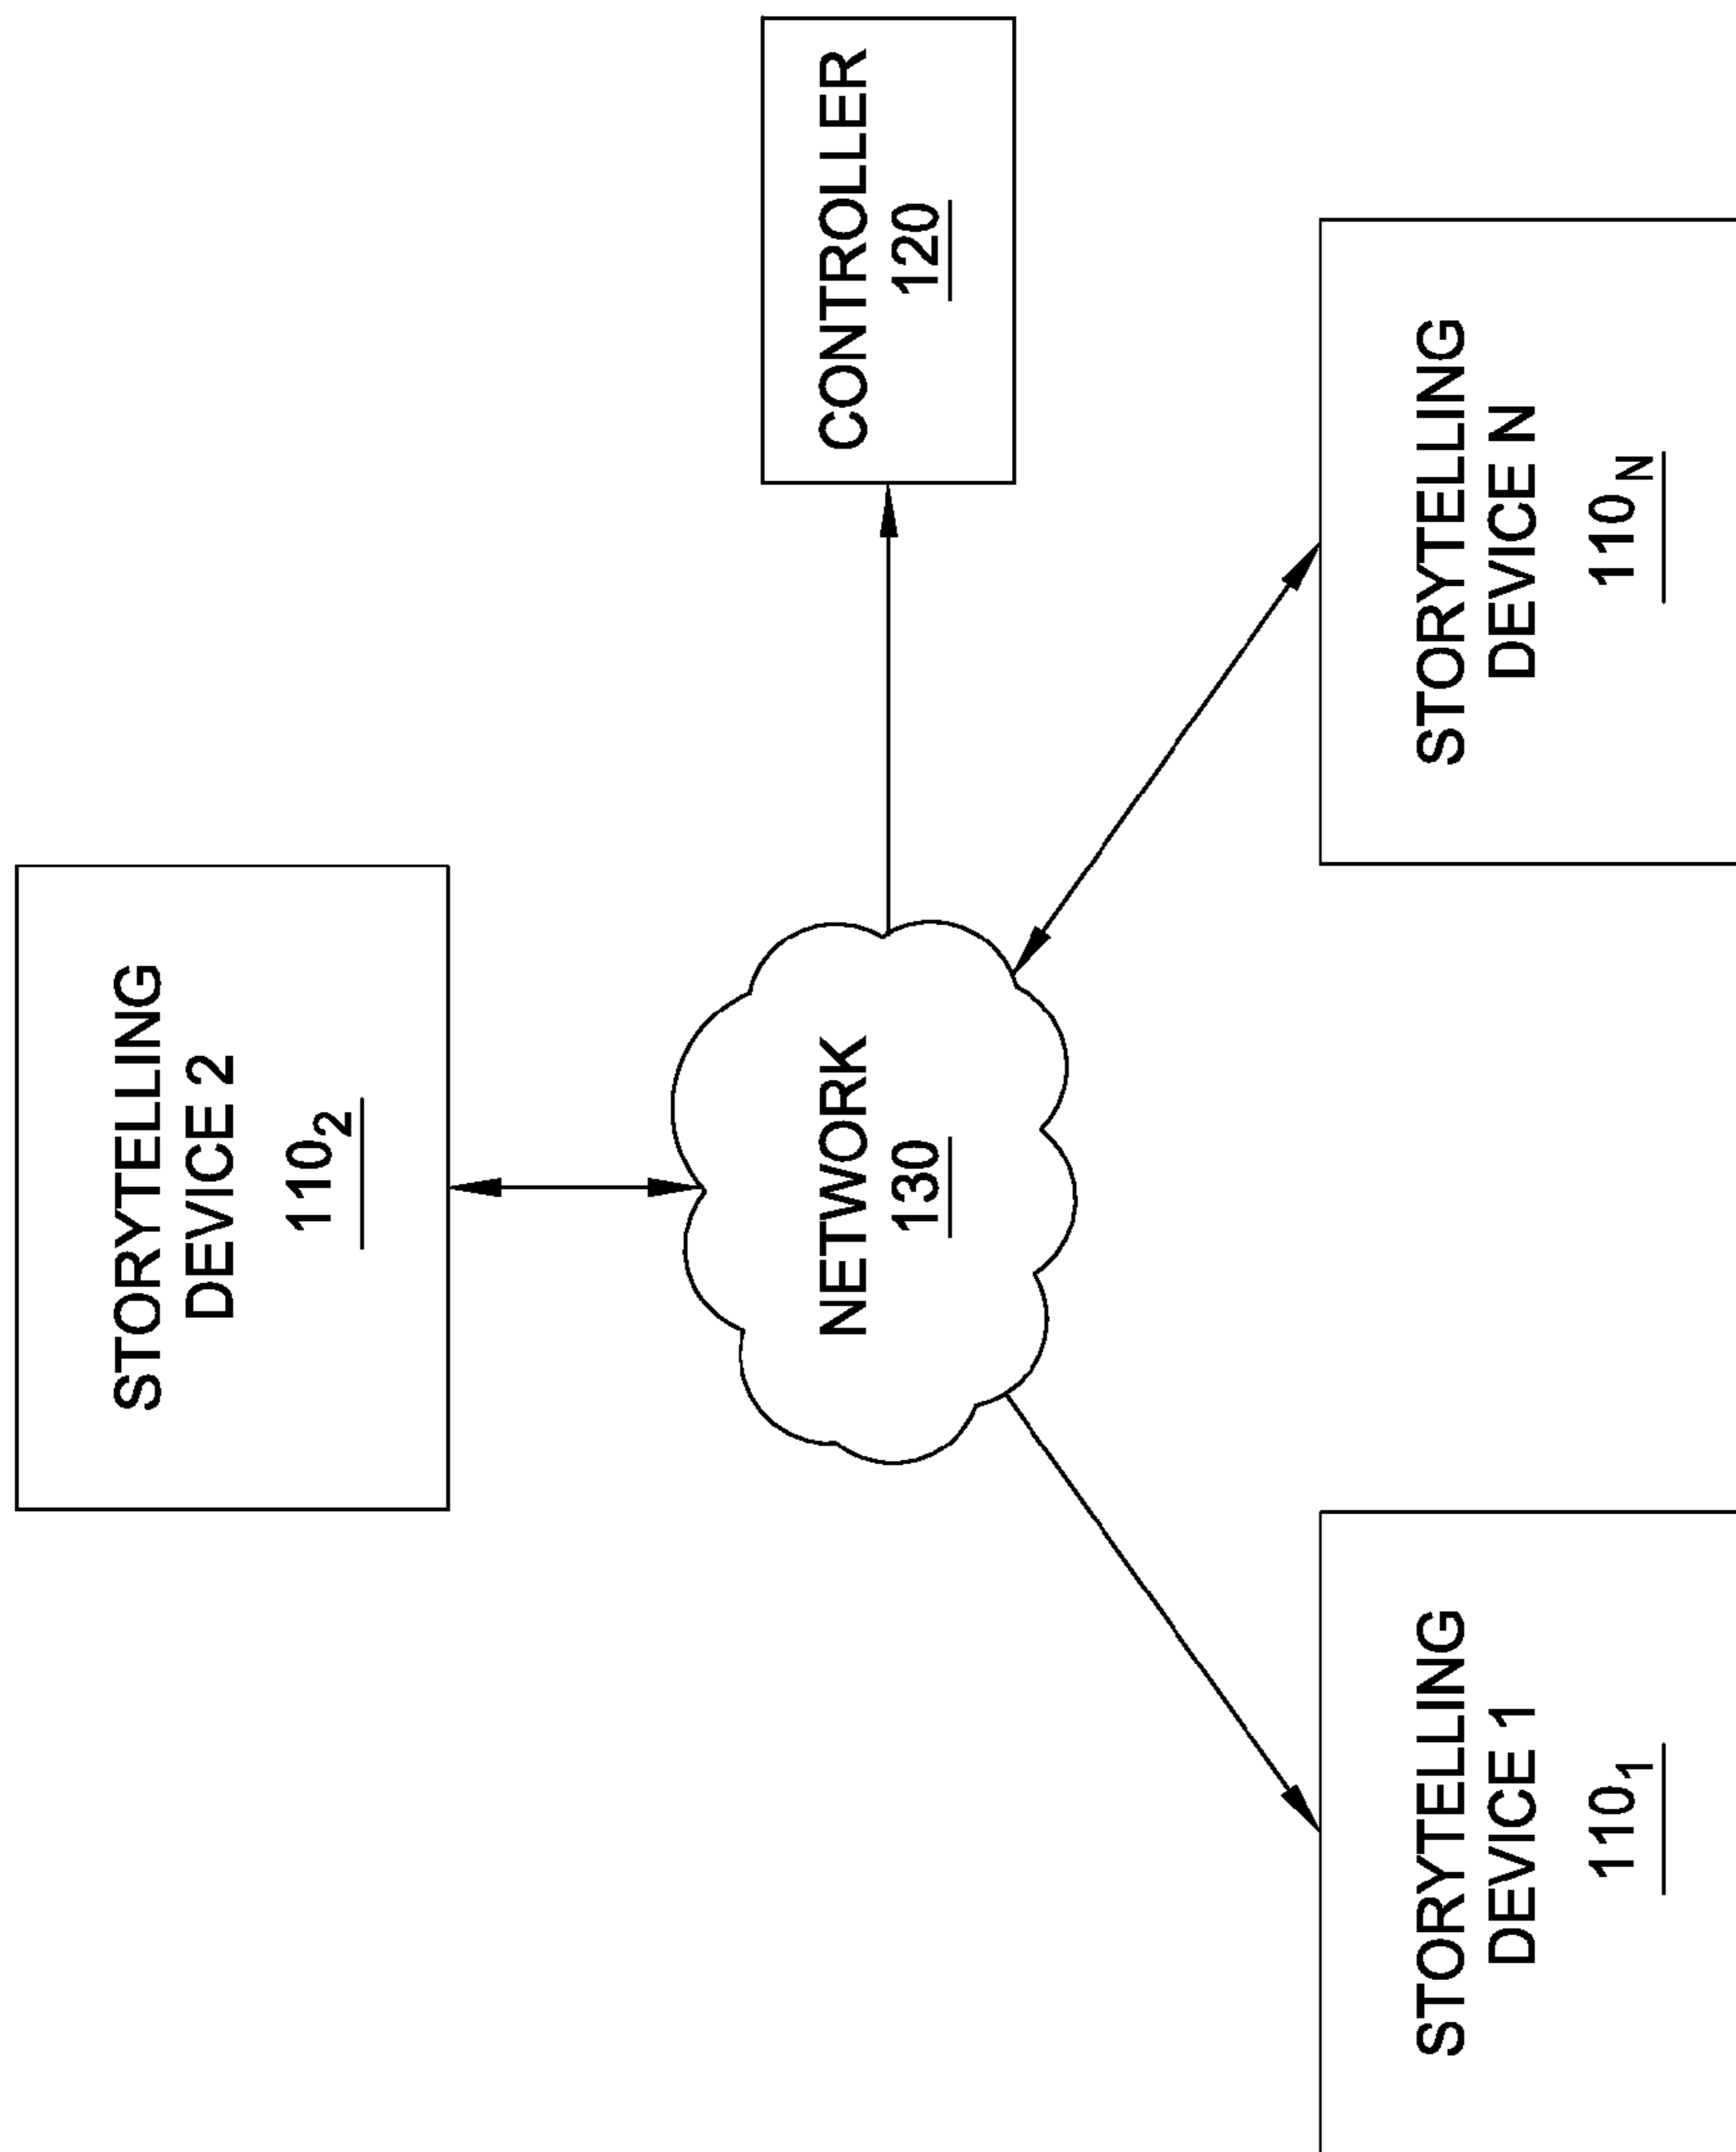 STORYTELLING
DEVICE 2
110₂
NETWORK
130
CONTROLLER
120
STORYTELLING
DEVICE 1
110₁
STORYTELLING
DEVICE N
110N